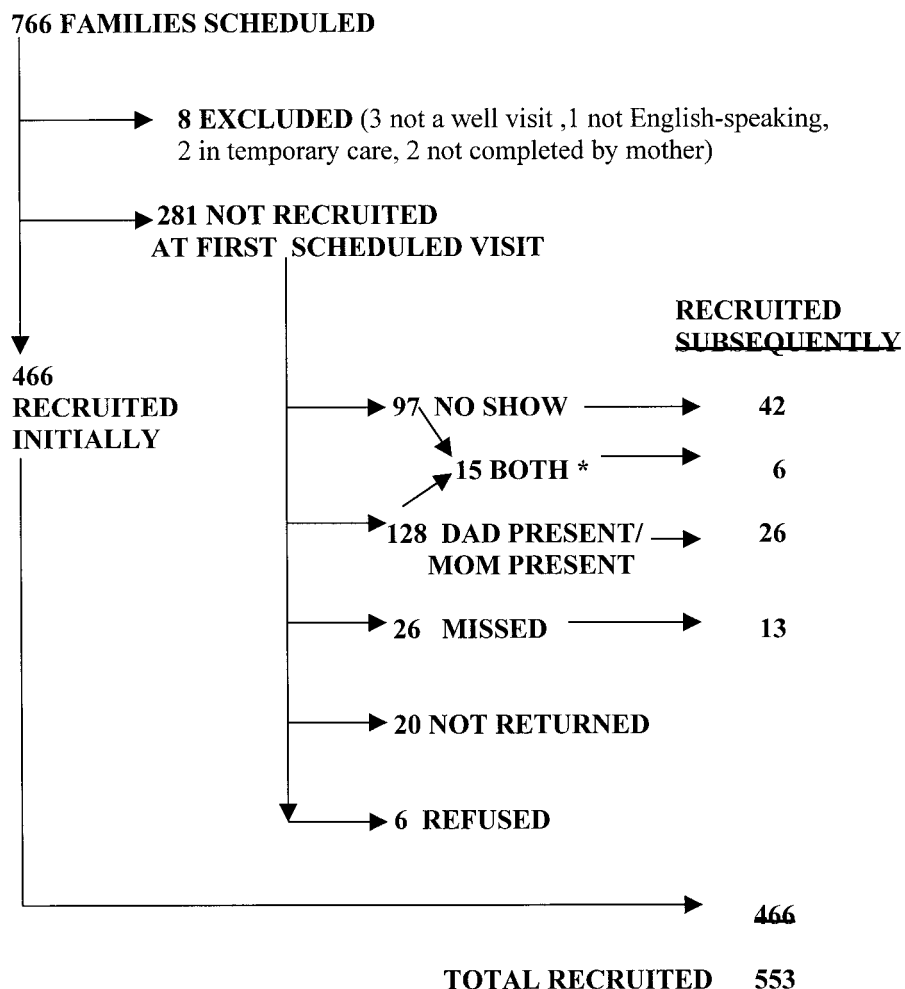 766 FAMILIES SCHEDULED
8 EXCLUDED (3 not a well visit ,1 not English-speaking,
2 in temporary care, 2 not completed by mother)
281 NOT RECRUITED
AT FIRST SCHEDULED VISIT
RECRUITED
SUBSEQUENTLY
466
RECRUITED
INITIALLY
97 NO SHOW 42
15 BOTH * 6
128 DAD PRESENT/ 26
MOM PRESENT
26 MISSED 13
20 NOT RETURNED
6 REFUSED
466
TOTAL RECRUITED 553